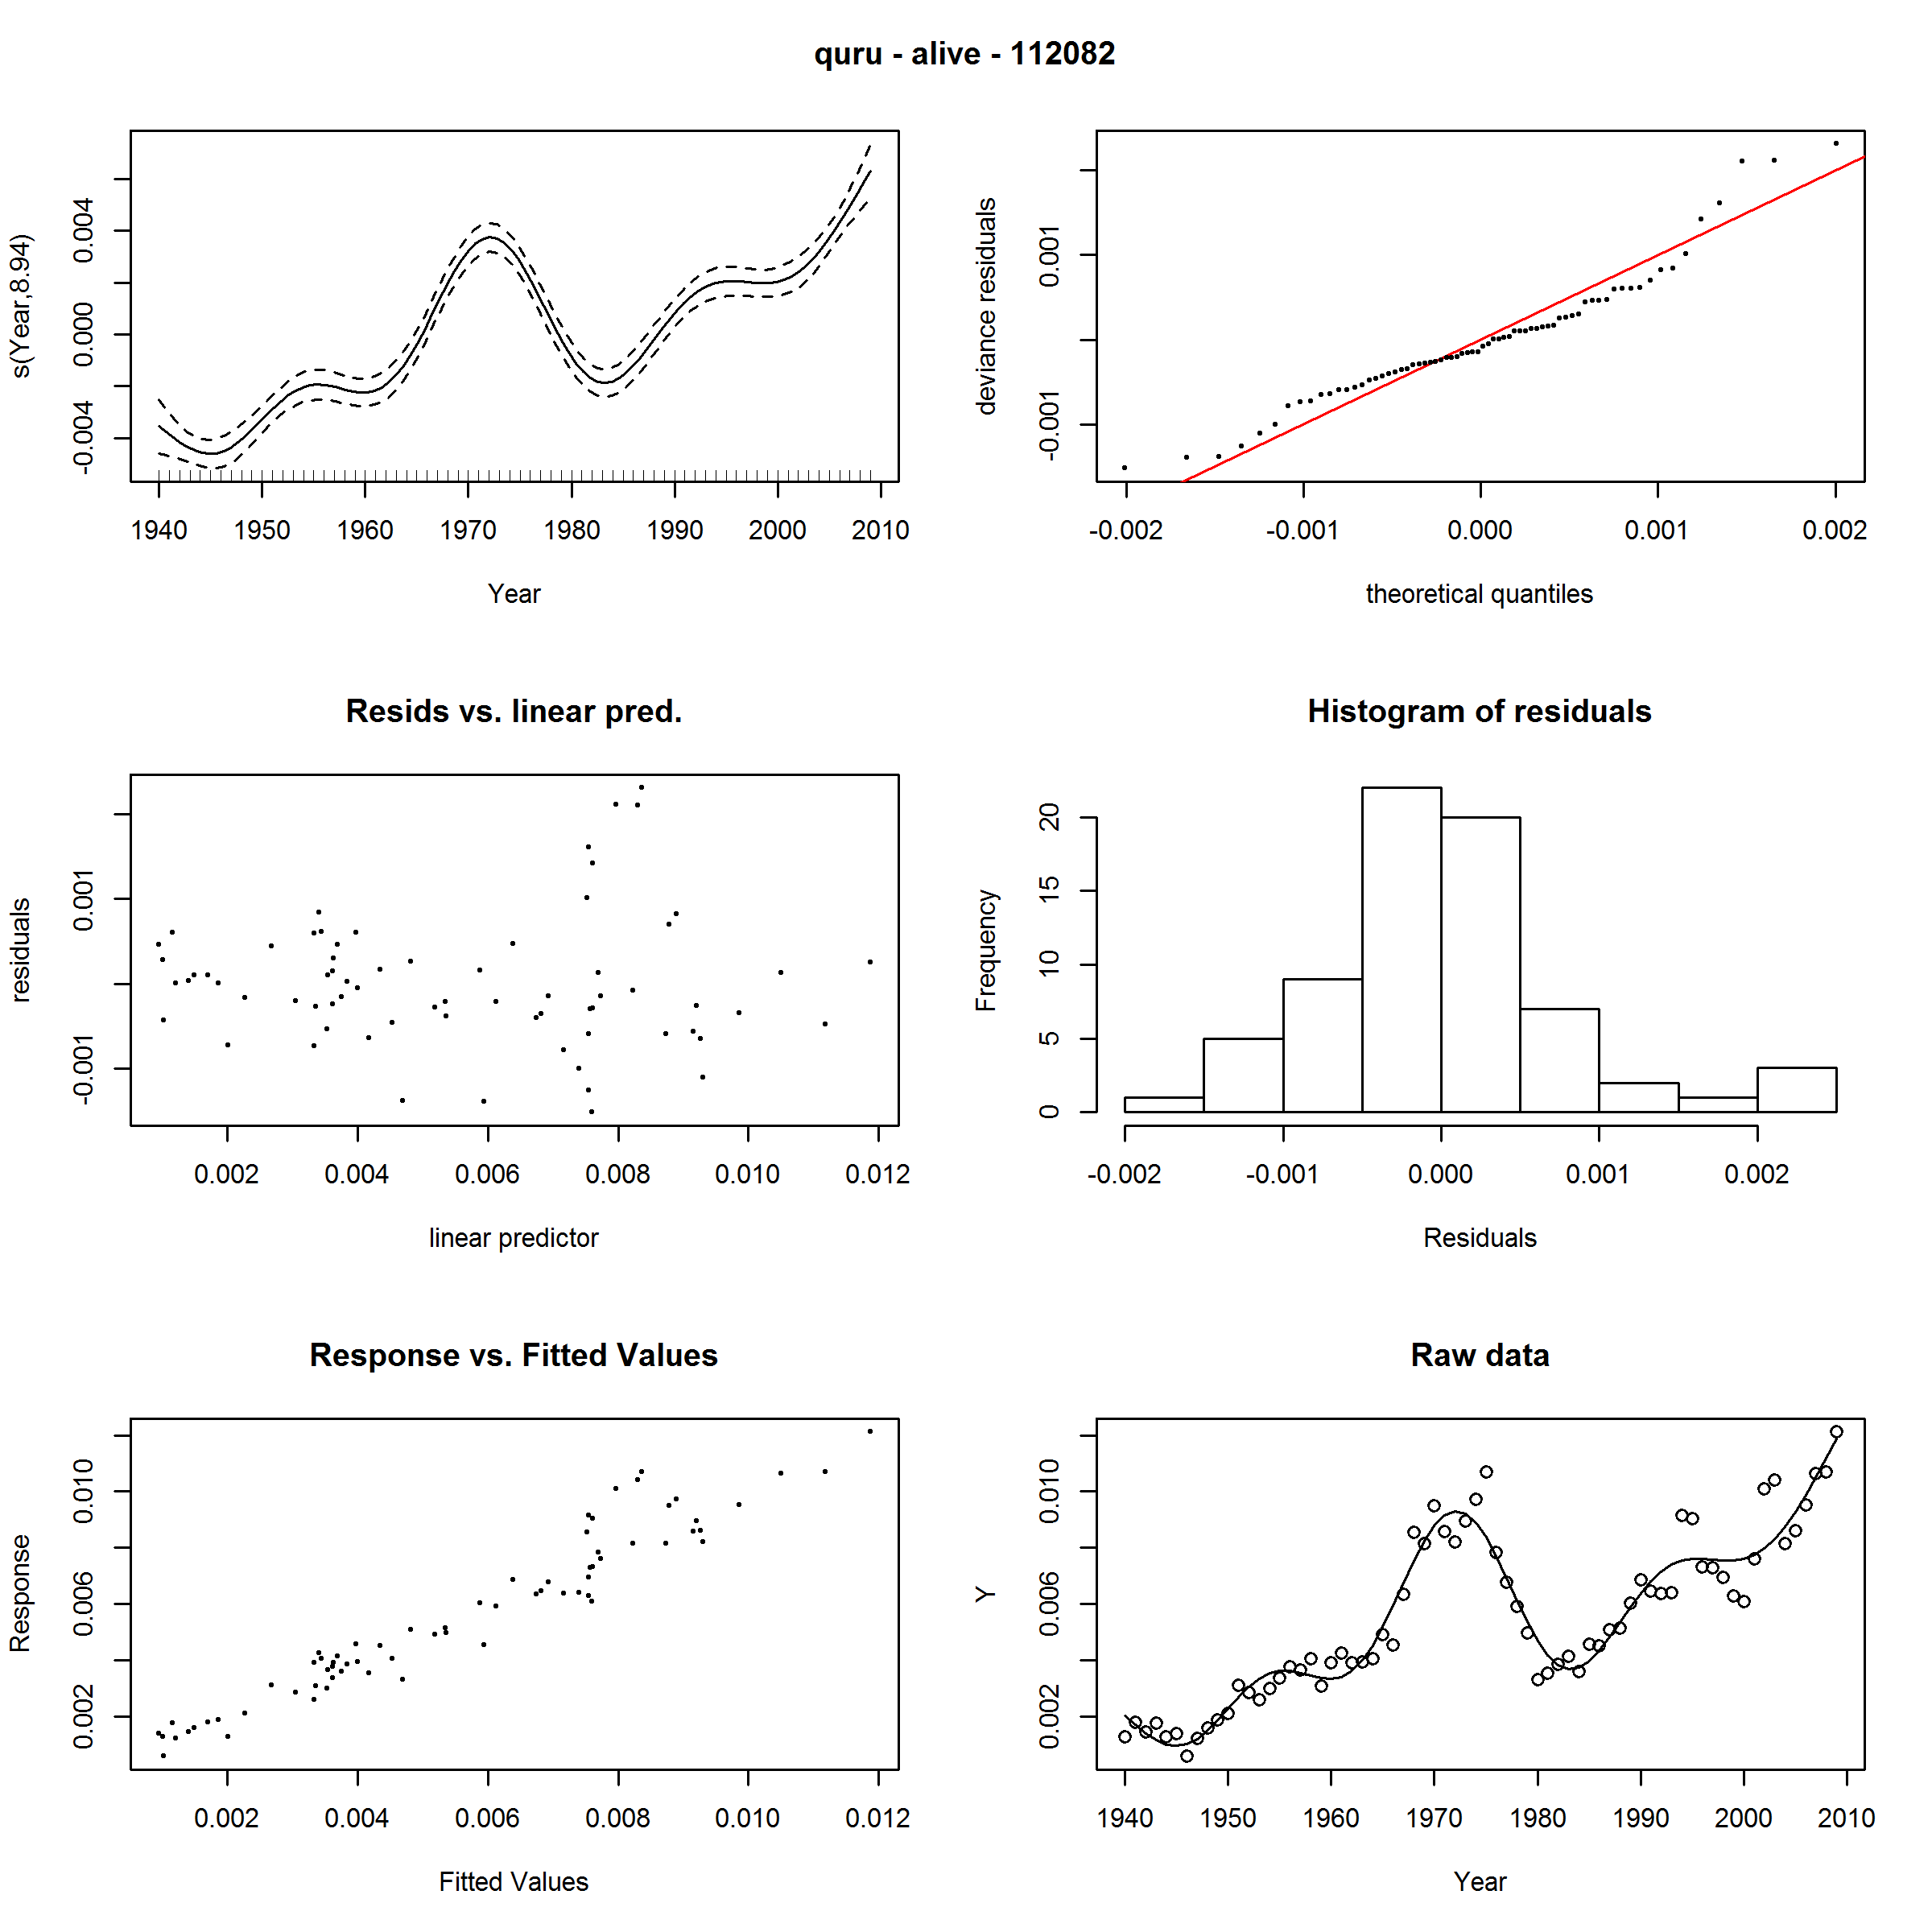 quru - alive - 112082
s(Year,8.94)
-0.004 0.000 0.004
1940 1950 1960 1970 1980 1990 2000 2010
Year
deviance residuals
-0.001 0.001
-0.002 -0.001 0.000 0.001 0.002
theoretical quantiles
Resids vs. linear pred.
residuals
-0.001 0.001
0.002 0.004 0.006 0.008 0.010 0.012
linear predictor
Histogram of residuals
Frequency
0 5 10 15 20
-0.002 -0.001 0.000 0.001 0.002
Residuals
Response vs. Fitted Values
Response
0.002 0.006 0.010
0.002 0.004 0.006 0.008 0.010 0.012
Fitted Values
Raw data
Y
0.002 0.006 0.010
1940 1950 1960 1970 1980 1990 2000 2010
Year